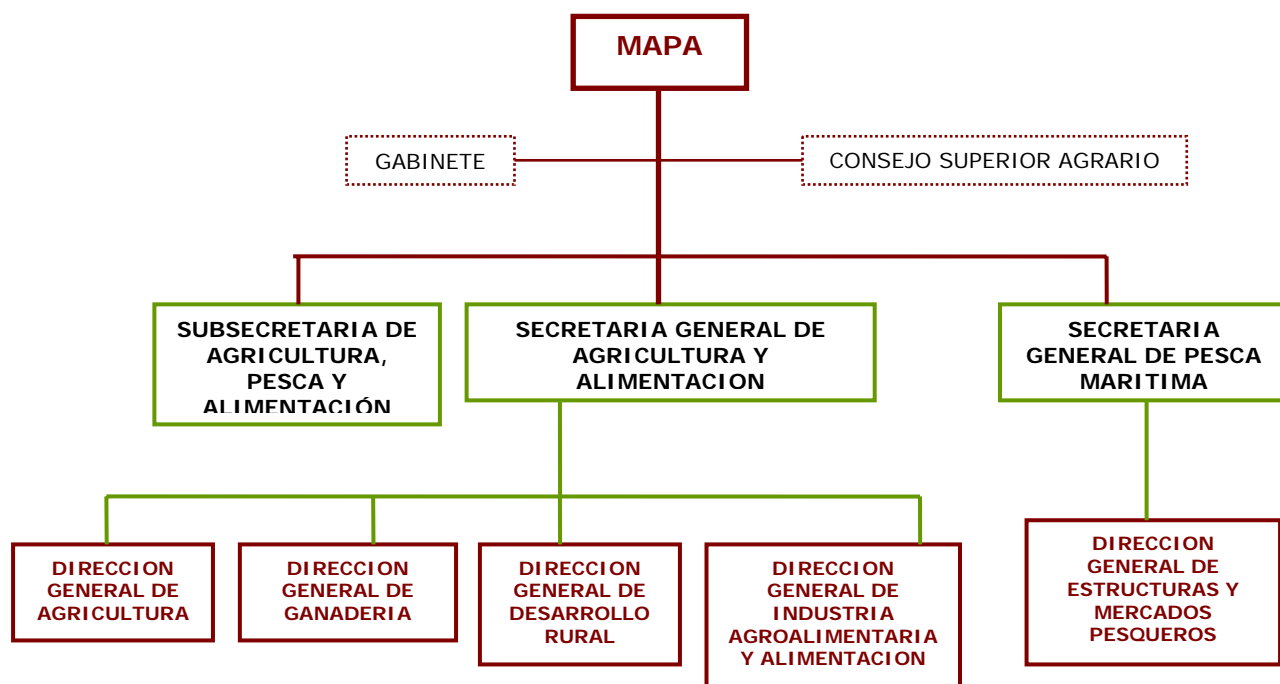 MAPA
GABINETE
CONSEJO SUPERIOR AGRARIO
SUBSECRETARIA DE
AGRICULTURA,
PESCA Y
ALIMENTACIÓN
SECRETARIA GENERAL DE
AGRICULTURA Y
ALIMENTACION
SECRETARIA
GENERAL DE PESCA
MARITIMA
DIRECCION
GENERAL DE
AGRICULTURA
DIRECCION
GENERAL DE
GANADERIA
DIRECCION
GENERAL DE
DESARROLLO
RURAL
DIRECCION
GENERAL DE
INDUSTRIA
AGROALIMENTARIA
Y ALIMENTACION
DIRECCION
GENERAL DE
ESTRUCTURAS Y
MERCADOS
PESQUEROS